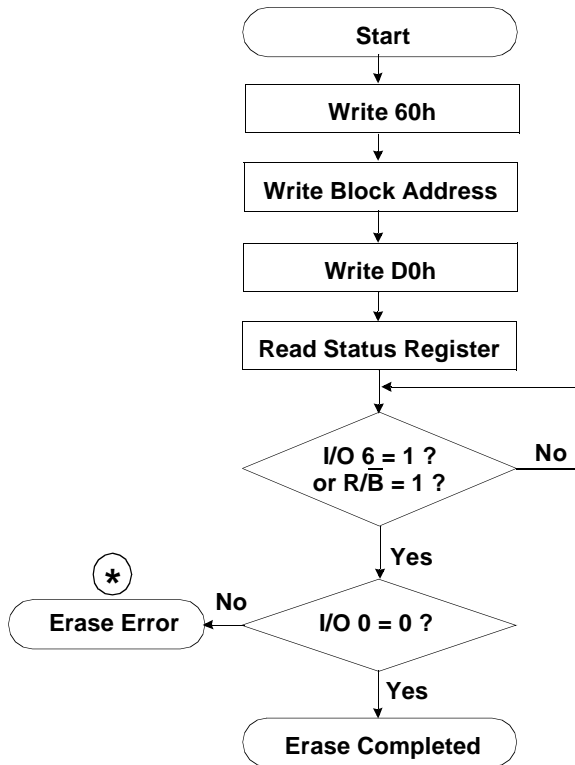 Start
Write 60h
Write Block Address
Write D0h
Read Status Register
I/O 6 = 1 ?
or R/B̅ = 1 ?
No
Yes
*
No
Erase Error
I/O 0 = 0 ?
Yes
Erase Completed